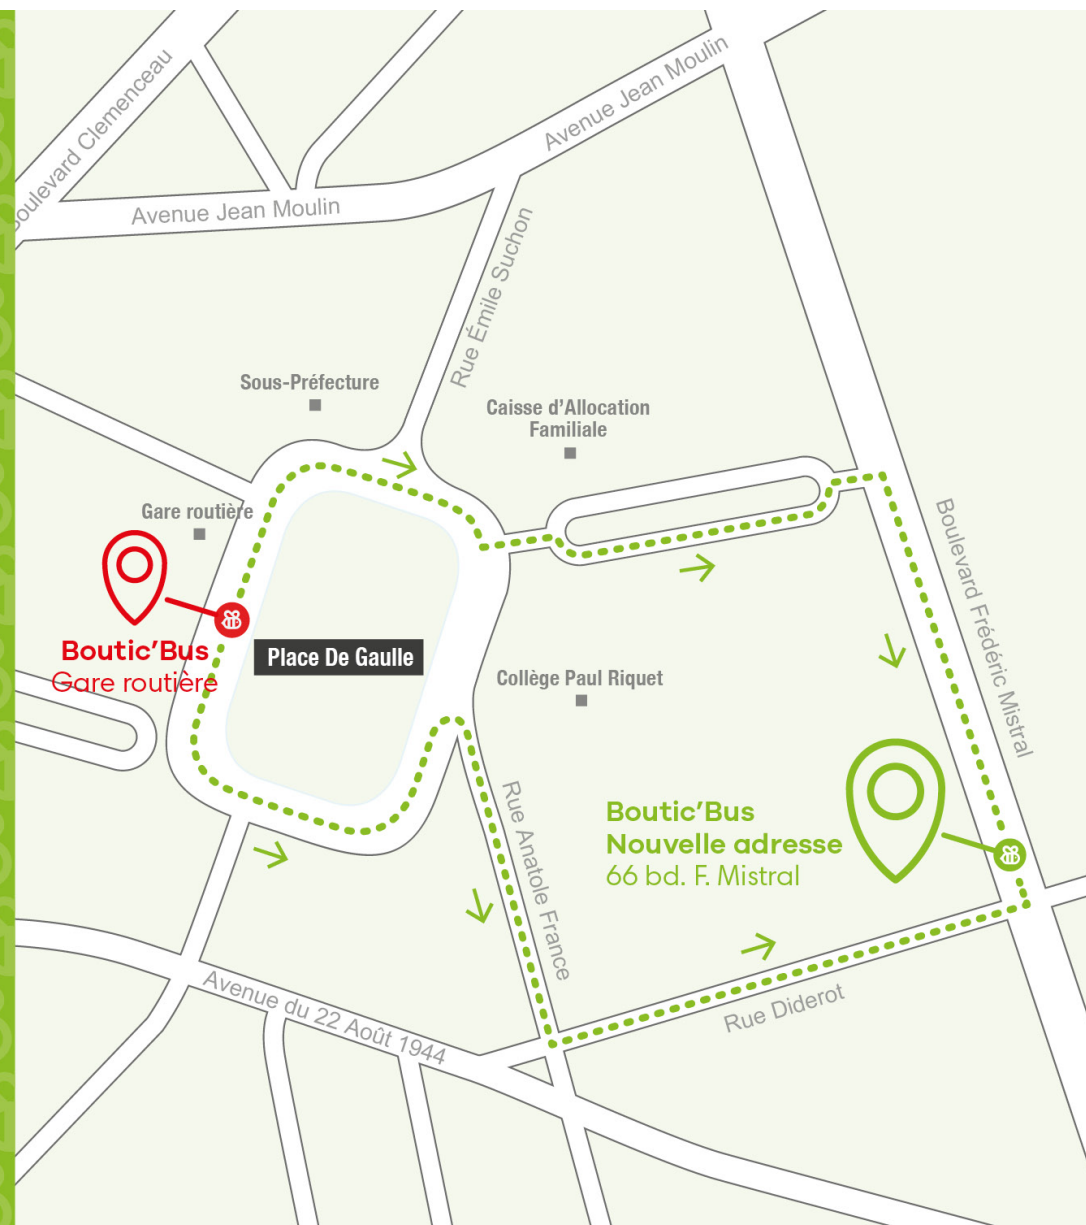 Boulevard Clemenceau
Avenue Jean Moulin
Avenue Jean Moulin
Rue Émile Suchon
Sous-Préfecture
Caisse d'Allocation
Familiale
Gare routière
Boulevard Frédéric Mistral
Boutic'Bus
Gare routière
Place De Gaulle
Collège Paul Riquet
Rue Anatole France
Boutic'Bus
Nouvelle adresse
66 bd. F. Mistral
Avenue du 22 Août 1944
Rue Diderot